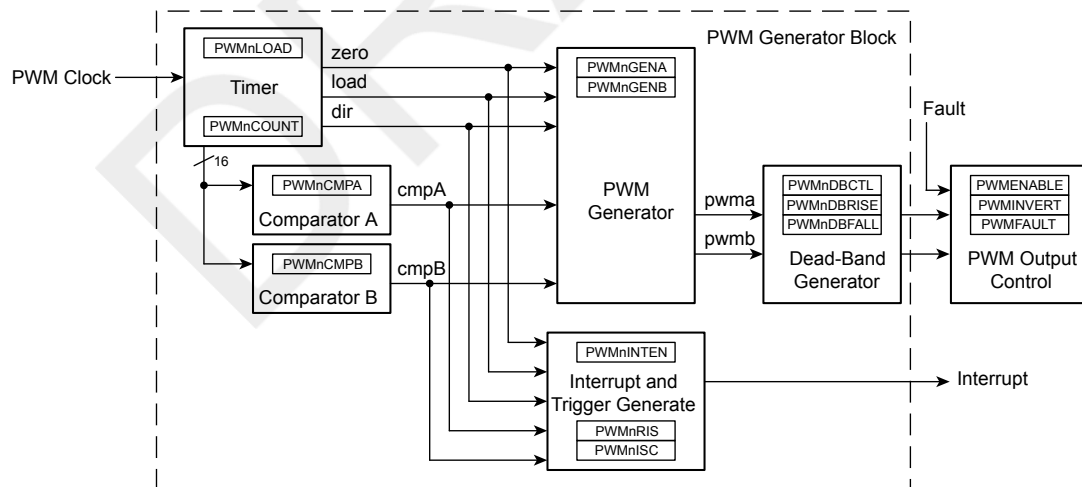 PWM Generator Block
PWM Clock
PWMnLOAD
Timer
PWMnCOUNT
zero
load
dir
16
PWMnCMPA
Comparator A
cmpA
PWMnCMPB
Comparator B
cmpB
PWMnGENA
PWMnGENB
PWM
Generator
pwma
pwmb
PWMnDBCTL
PWMnDBRISE
PWMnDBFALL
Dead-Band
Generator
Fault
PWMENABLE
PWMINVERT
PWMFAULT
PWM Output
Control
PWMnINTEN
Interrupt and
Trigger Generate
PWMnRIS
PWMnISC
Interrupt